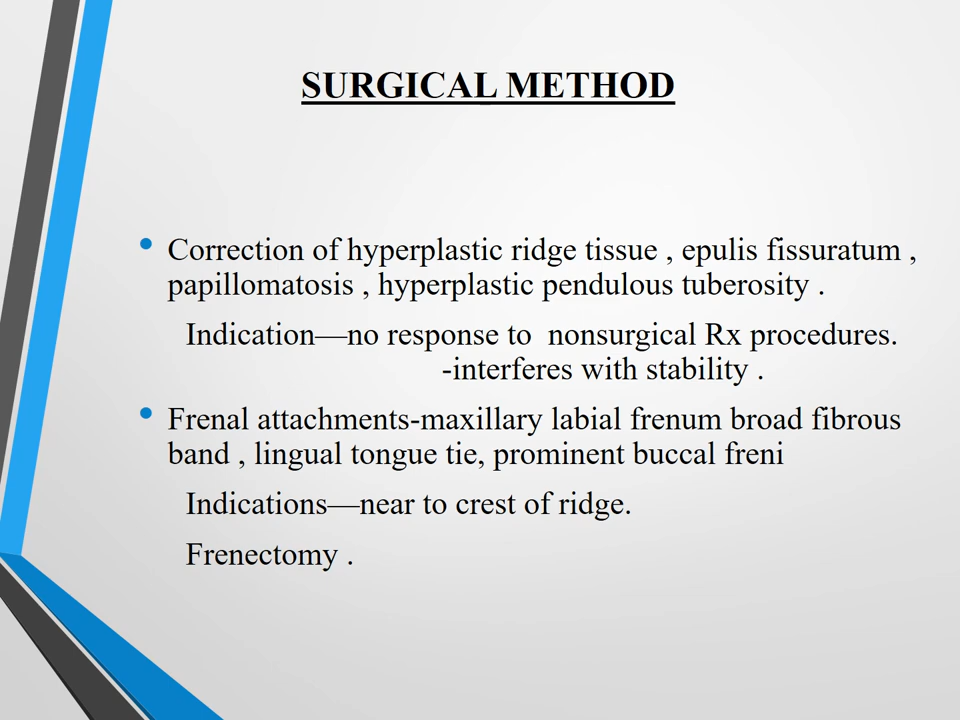 SURGICAL METHOD
• Correction of hyperplastic ridge tissue , epulis fissuratum ,
papillomatosis , hyperplastic pendulous tuberosity .
Indication—no response to  nonsurgical Rx procedures.
-interferes with stability .
• Frenal attachments-maxillary labial frenum broad fibrous
band , lingual tongue tie, prominent buccal freni
Indications—near to crest of ridge.
Frenectomy .